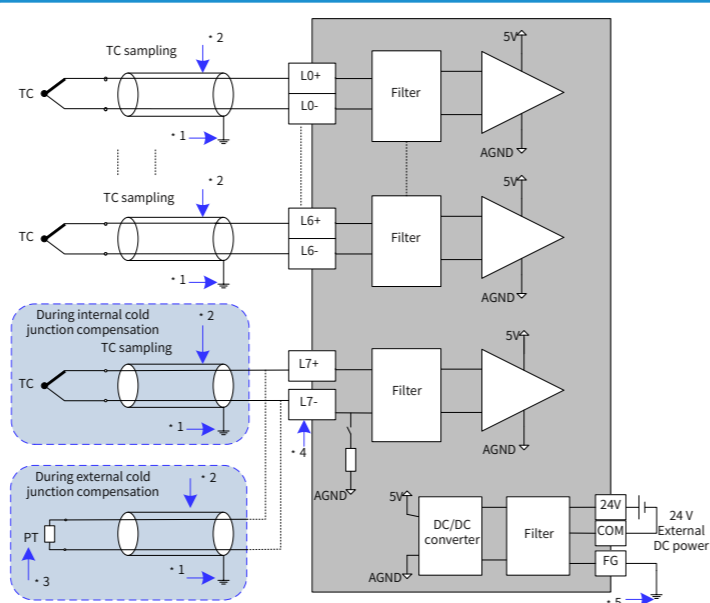 TC sampling
* 2
5V
TC
L0+
L0-
Filter
* 1
AGND
TC sampling
* 2
5V
TC
L6+
L6-
Filter
* 1
AGND
During internal cold
junction compensation
* 2
TC sampling
5V
TC
L7+
L7-
Filter
* 1
* 4
AGND
AGND
During external cold
junction compensation
* 2
PT
* 1
* 3
5V
DC/DC
converter
Filter
AGND
24V
COM
FG
24 V
External
DC power
* 5